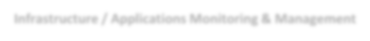 Infrastructure / Applications Monitoring & Management